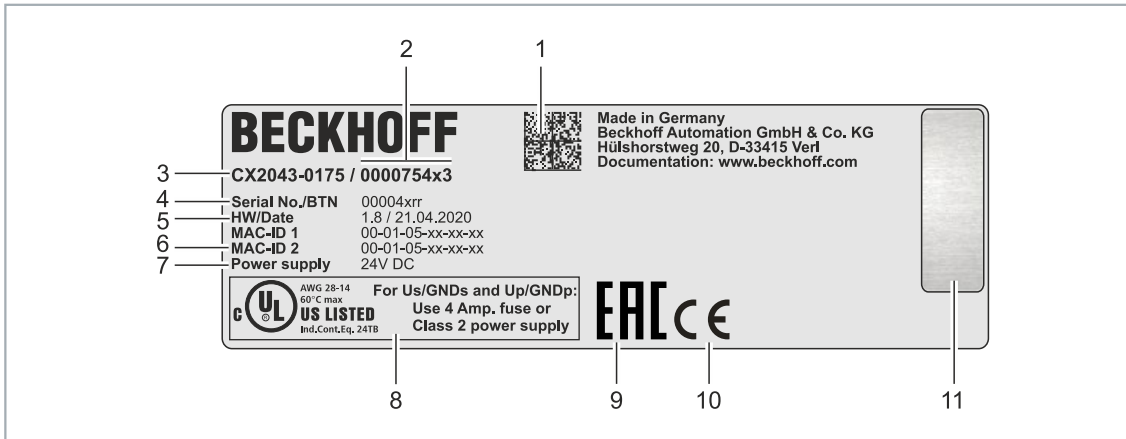 2 1
BECKHOFF
Made in Germany
Beckhoff Automation GmbH & Co. KG
Hülshorstweg 20, D-33415 Verl
Documentation: www.beckhoff.com
3 CX2043-0175 / 0000754x3
4 Serial No./BTN 00004xrr
5 HW/Date 1.8 / 21.04.2020
MAC-ID 1 00-01-05-xx-xx-xx
6 MAC-ID 2 00-01-05-xx-xx-xx
7 Power supply 24V DC
C UL ®
AWG 28-14
60°C max
US LISTED
Ind.Cont.Eq. 24TB
For Us/GNDs and Up/GNDp:
Use 4 Amp. fuse or
Class 2 power supply
EAC CE
8 9 10 11